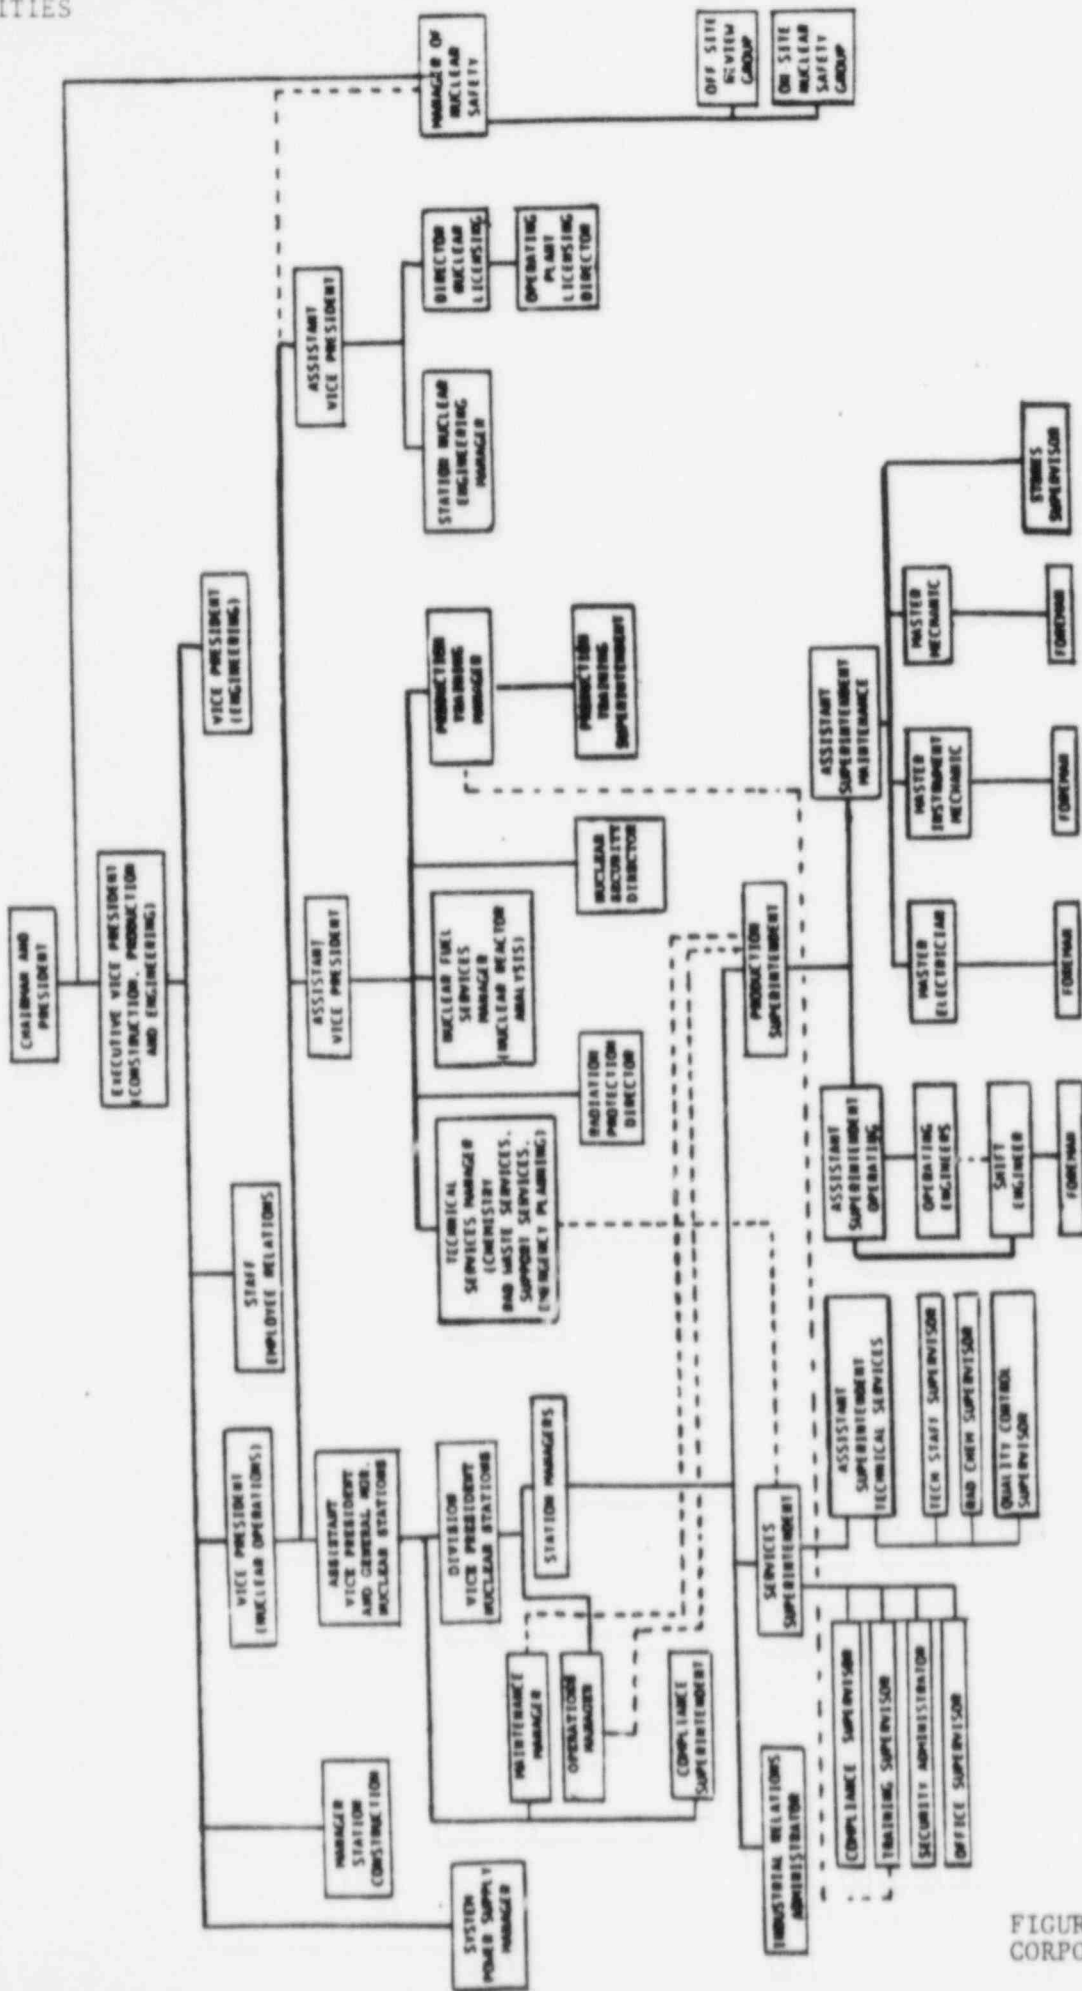 ITIES
CHAIRMAN AND
PRESIDENT
EXECUTIVE VICE PRESIDENT
(CONSTRUCTION, PRODUCTION
AND ENGINEERING)
SYSTEM
POWER SUPPLY
MANAGER
MANAGER
STATION
CONSTRUCTION
VICE PRESIDENT
(NUCLEAR OPERATIONS)
STAFF
EMPLOYEE RELATIONS
VICE PRESIDENT
(ENGINEERING)
MANAGER OF
NUCLEAR
SAFETY
OFF SITE
REVIEW
GROUP
ON SITE
NUCLEAR
SAFETY
GROUP
ASSISTANT
VICE PRESIDENT
AND GENERAL MGR.
NUCLEAR STATIONS
ASSISTANT
VICE PRESIDENT
ASSISTANT
VICE PRESIDENT
DIVISION
VICE PRESIDENT
NUCLEAR STATIONS
TECHNICAL
SERVICES MANAGER
(CHEMISTRY
RAD WASTE SERVICES.
SUPPORT SERVICES.
EMERGENCY PLANNING)
RADIATION
PROTECTION
DIRECTOR
NUCLEAR FUEL
SERVICES
MANAGER
(NUCLEAR REACTOR
ANALYSIS)
NUCLEAR
SECURITY
DIRECTOR
PRODUCTION
TRAINING
MANAGER
PRODUCTION
TRAINING
SUPERINTENDENT
STATION NUCLEAR
ENGINEERING
MANAGER
DIRECTOR
NUCLEAR
LICENSING
OPERATING
PLANT
LICENSING
DIRECTOR
MAINTENANCE
MANAGER
OPERATIONS
MANAGER
COMPLIANCE
SUPERINTENDENT
STATION MANAGERS
INDUSTRIAL RELATIONS
ADMINISTRATOR
SERVICES
SUPERINTENDENT
PRODUCTION
SUPERINTENDENT
COMPLIANCE SUPERVISOR
TRAINING SUPERVISOR
SECURITY ADMINISTRATOR
OFFICE SUPERVISOR
ASSISTANT
SUPERINTENDENT
TECHNICAL SERVICES
TECH STAFF SUPERVISOR
RAD CHEM SUPERVISOR
QUALITY CONTROL
SUPERVISOR
ASSISTANT
SUPERINTENDENT
OPERATING
OPERATING
ENGINEERS
SHIFT
ENGINEER
FOREMAN
ASSISTANT
SUPERINTENDENT
MAINTENANCE
MASTER
ELECTRICIAN
FOREMAN
MASTER
INSTRUMENT
MECHANIC
FOREMAN
MASTER
MECHANIC
FOREMAN
STORES
SUPERVISOR
FIGUR
CORPO